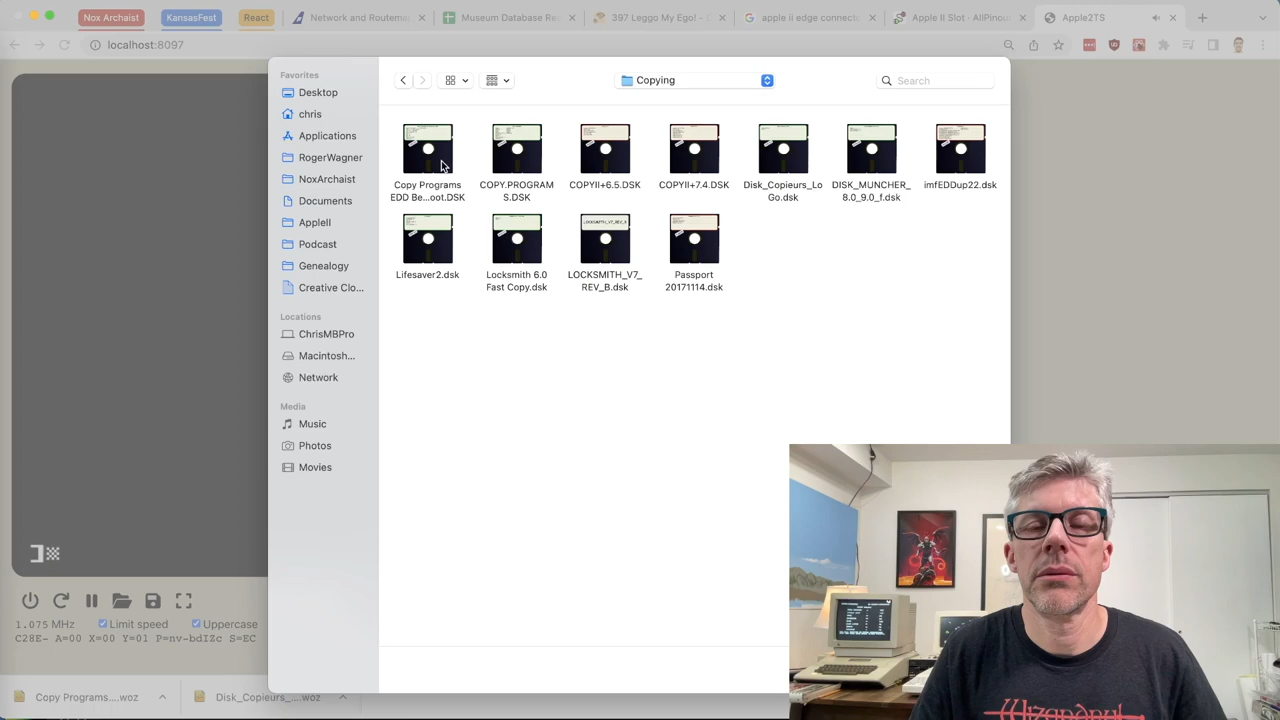 Nox Archaist
KansasFest
React
Network and Routema
Museum Database Re
397 Leggo My Ego! -
apple ii edge connect
Apple II Slot - AllPinou
Apple2TS
localhost:8097
Favorites
Desktop
chris
Applications
RogerWagner
NoxArchaist
Documents
AppleII
Podcast
Genealogy
Creative Clo...
Locations
ChrisMBPro
Macintosh...
Network
Media
Music
Photos
Movies
Copying
Search
Copy Programs
EDD Be...oot.DSK
COPY.PROGRAM
S.DSK
COPYII+6.5.DSK
COPYII+7.4.DSK
Disk_Copieurs_Lo
Go.dsk
DISK_MUNCHER_
8.0_9.0_f.dsk
imfEDDup22.dsk
Lifesaver2.dsk
Locksmith 6.0
Fast Copy.dsk
LOCKSMITH_V7_REV_B
LOCKSMITH_V7_
REV_B.dsk
Passport
20171114.dsk
]
1.075 MHz
Limit speed
Uppercase
C28E- A=00 X=00 Y=01 P=nv-bdIZc S=EC
Copy Programs....woz
Disk_Copieurs_....woz
Wizardry